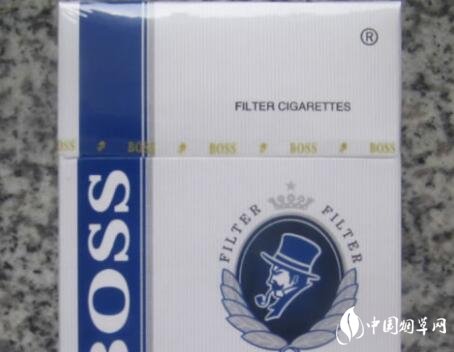 ®
FILTER CIGARETTES
BOSS BOSS BOSS BOSS
BOSS
FILTER FILTER
中国烟草网